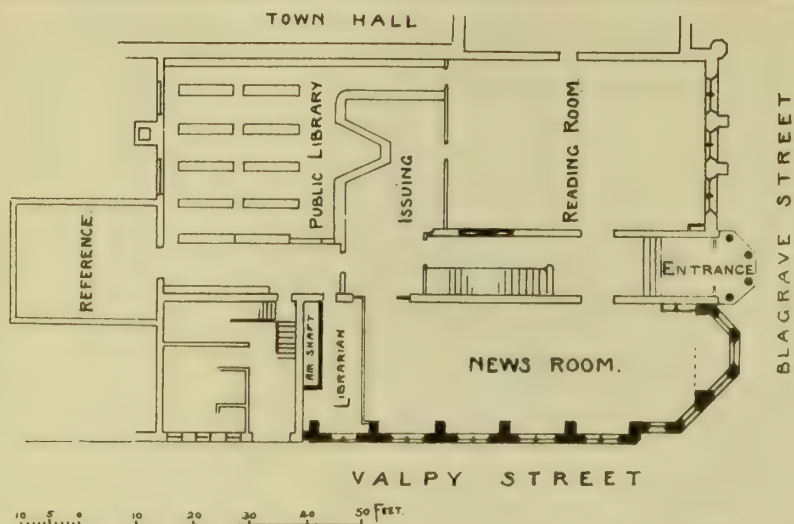 TOWN HALL
PUBLIC LIBRARY
ISSUING
READING ROOM.
BLAGRAVE STREET
REFERENCE.
ENTRANCE
AIR SHAFT
LIBRARIAN
NEWS ROOM.
VALPY STREET
10 5 0 10 20 30 40 50 FEET.